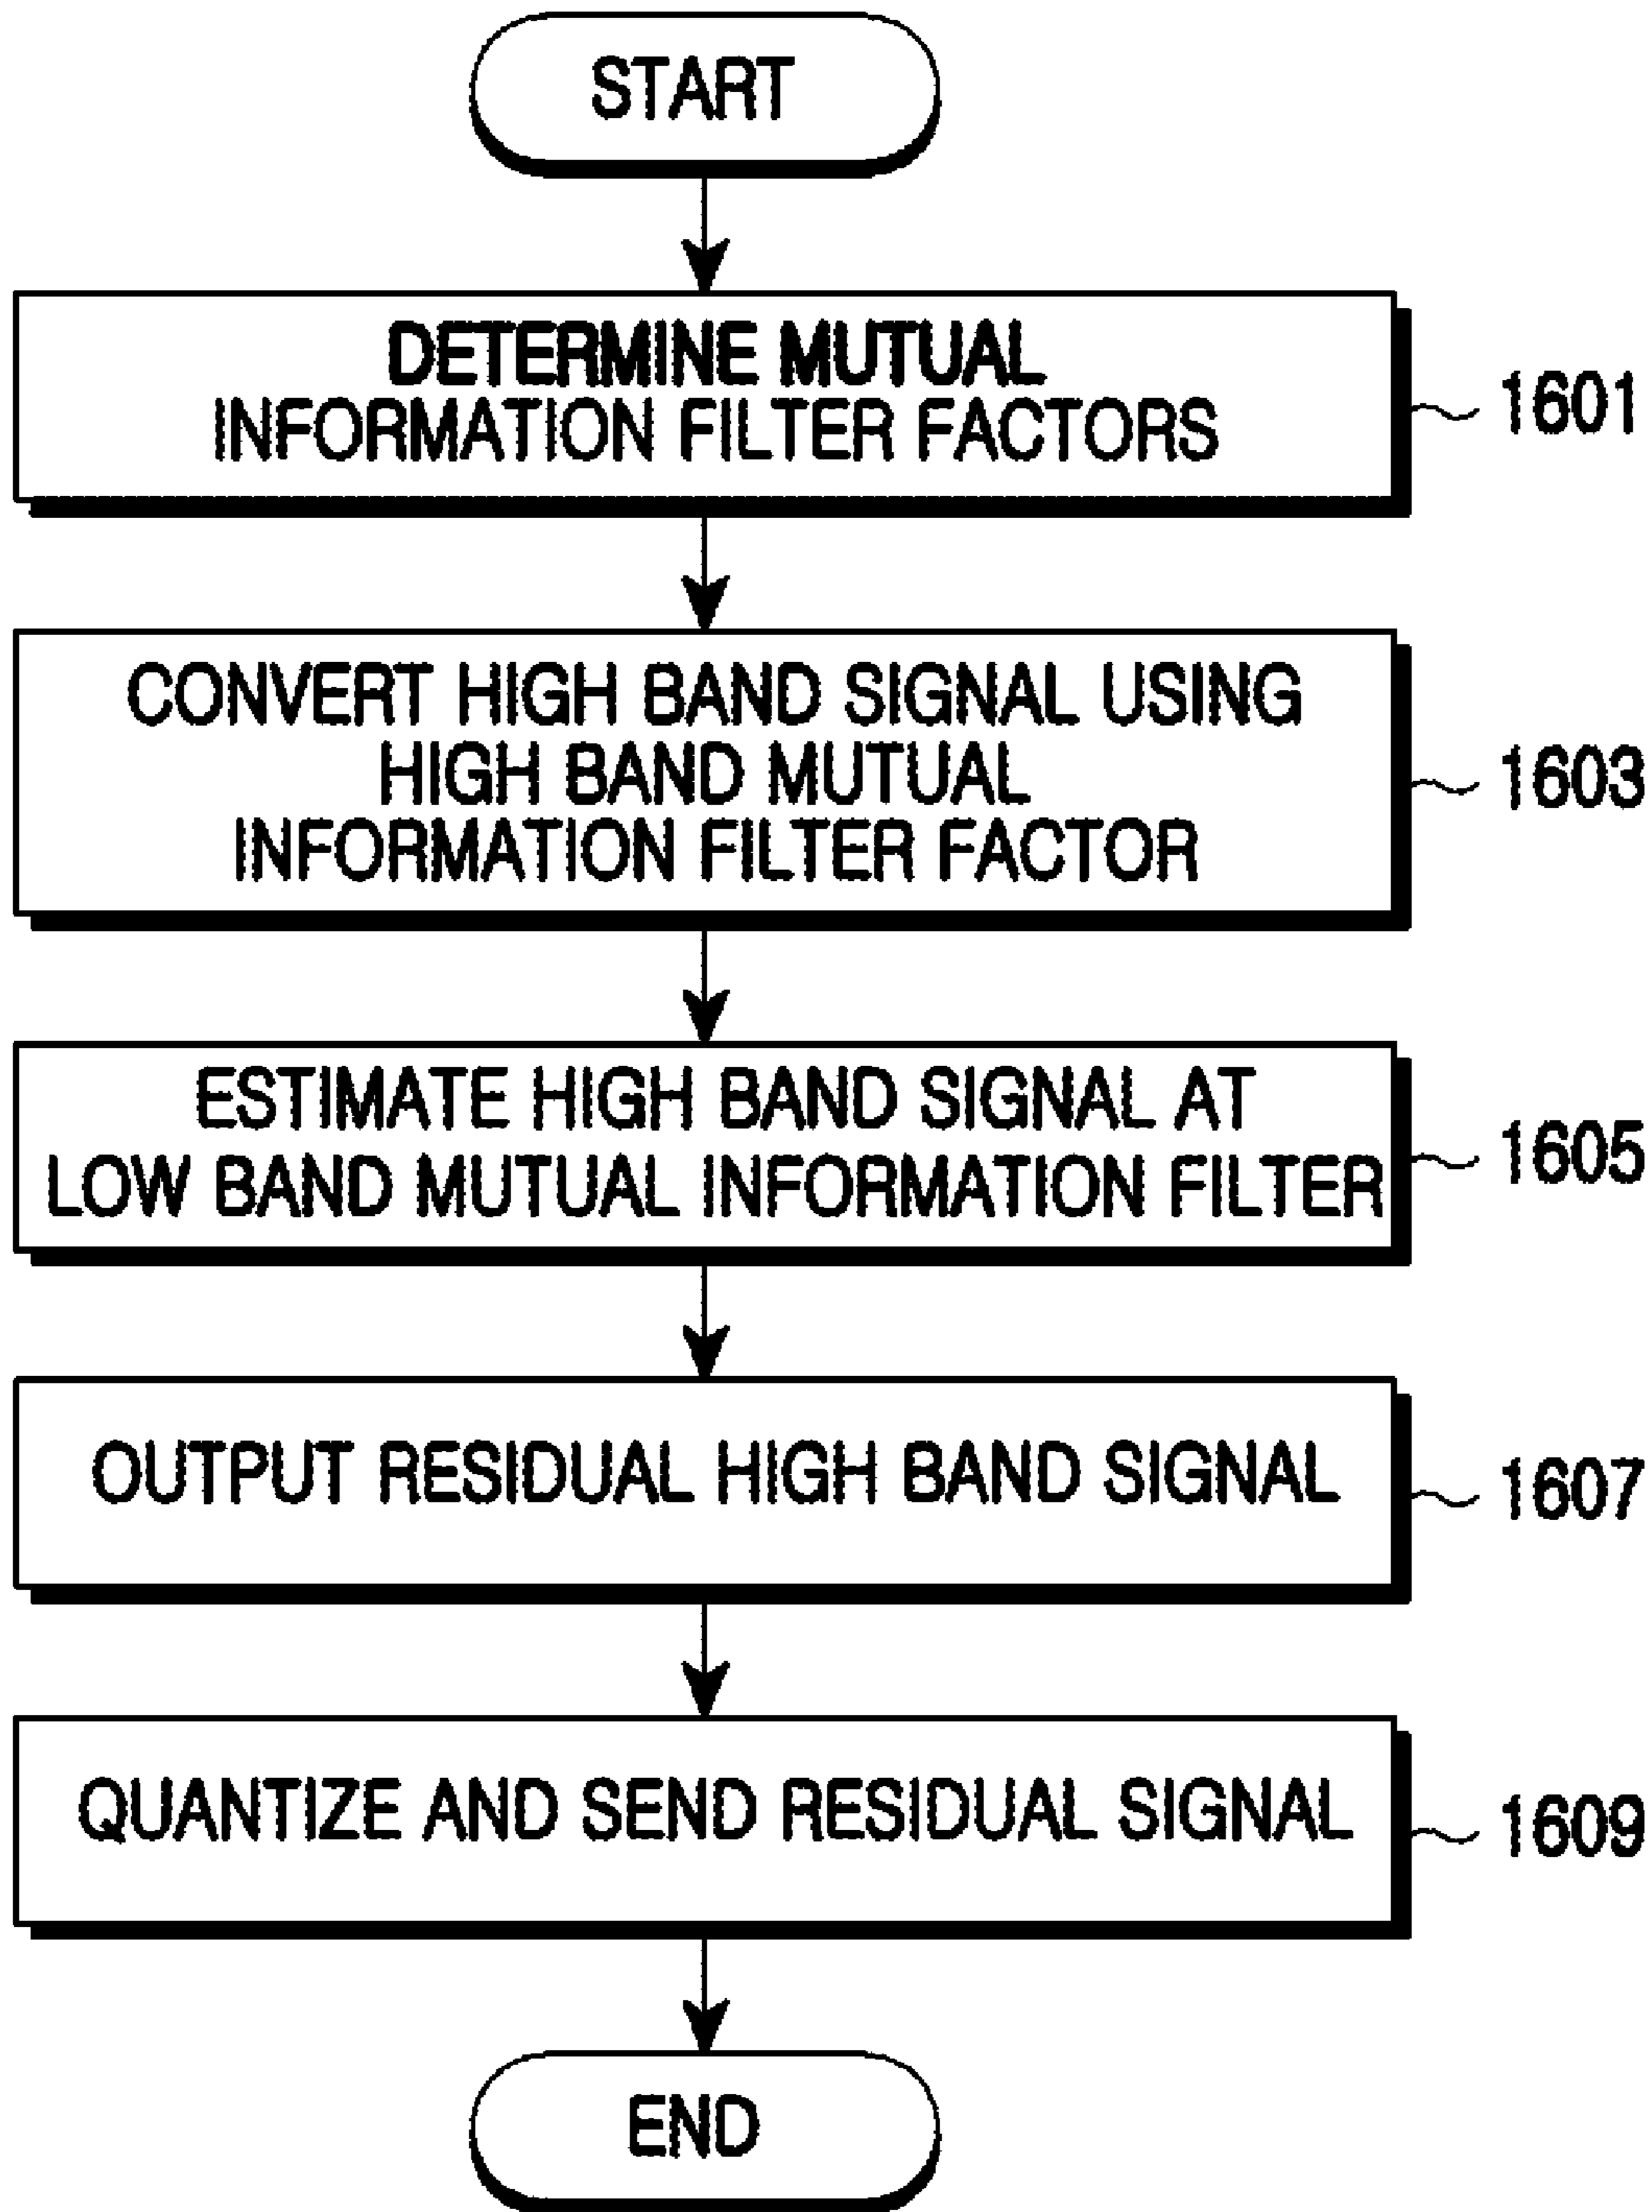 START
DETERMINE MUTUAL
INFORMATION FILTER FACTORS
1601
CONVERT HIGH BAND SIGNAL USING
HIGH BAND MUTUAL
INFORMATION FILTER FACTOR
1603
ESTIMATE HIGH BAND SIGNAL AT
LOW BAND MUTUAL INFORMATION FILTER
1605
OUTPUT RESIDUAL HIGH BAND SIGNAL
1607
QUANTIZE AND SEND RESIDUAL SIGNAL
1609
END